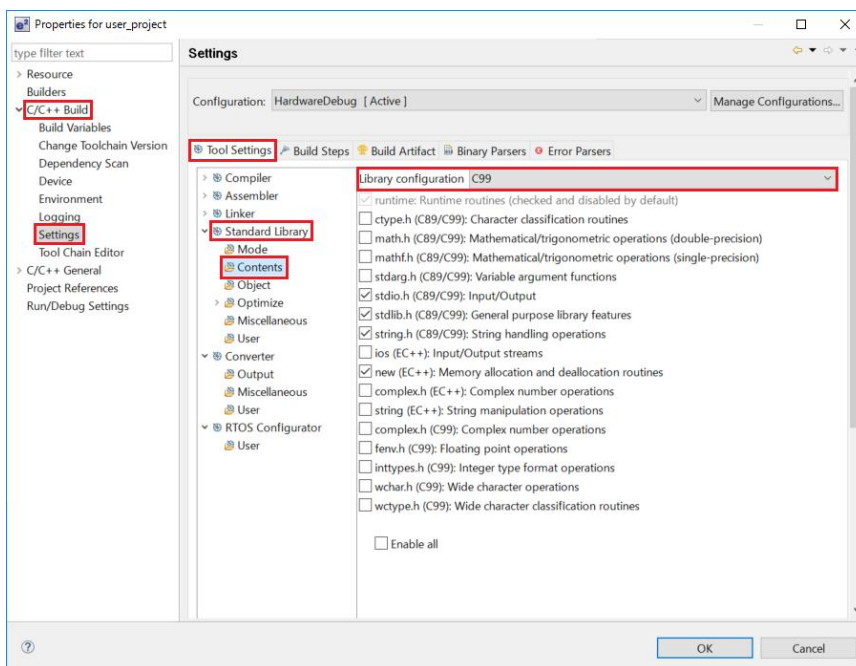 e² Properties for user_project
type filter text
Resource
Builders
C/C++ Build
Build Variables
Change Toolchain Version
Dependency Scan
Device
Environment
Logging
Settings
Tool Chain Editor
C/C++ General
Project References
Run/Debug Settings
Settings
Configuration: HardwareDebug [ Active ] Manage Configurations...
Tool Settings Build Steps Build Artifact Binary Parsers Error Parsers
Compiler
Assembler
Linker
Standard Library
Mode
Contents
Object
Optimize
Miscellaneous
User
Converter
Output
Miscellaneous
User
RTOS Configurator
User
Library configuration C99
runtime: Runtime routines (checked and disabled by default)
ctype.h (C89/C99): Character classification routines
math.h (C89/C99): Mathematical/trigonometric operations (double-precision)
mathf.h (C89/C99): Mathematical/trigonometric operations (single-precision)
stdarg.h (C89/C99): Variable argument functions
stdio.h (C89/C99): Input/Output
stdlib.h (C89/C99): General purpose library features
string.h (C89/C99): String handling operations
ios (EC++): Input/Output streams
new (EC++): Memory allocation and deallocation routines
complex.h (EC++): Complex number operations
string (EC++): String manipulation operations
complex.h (C99): Complex number operations
fenv.h (C99): Floating point operations
inttypes.h (C99): Integer type format operations
wchar.h (C99): Wide character operations
wctype.h (C99): Wide character classification routines
Enable all
OK Cancel